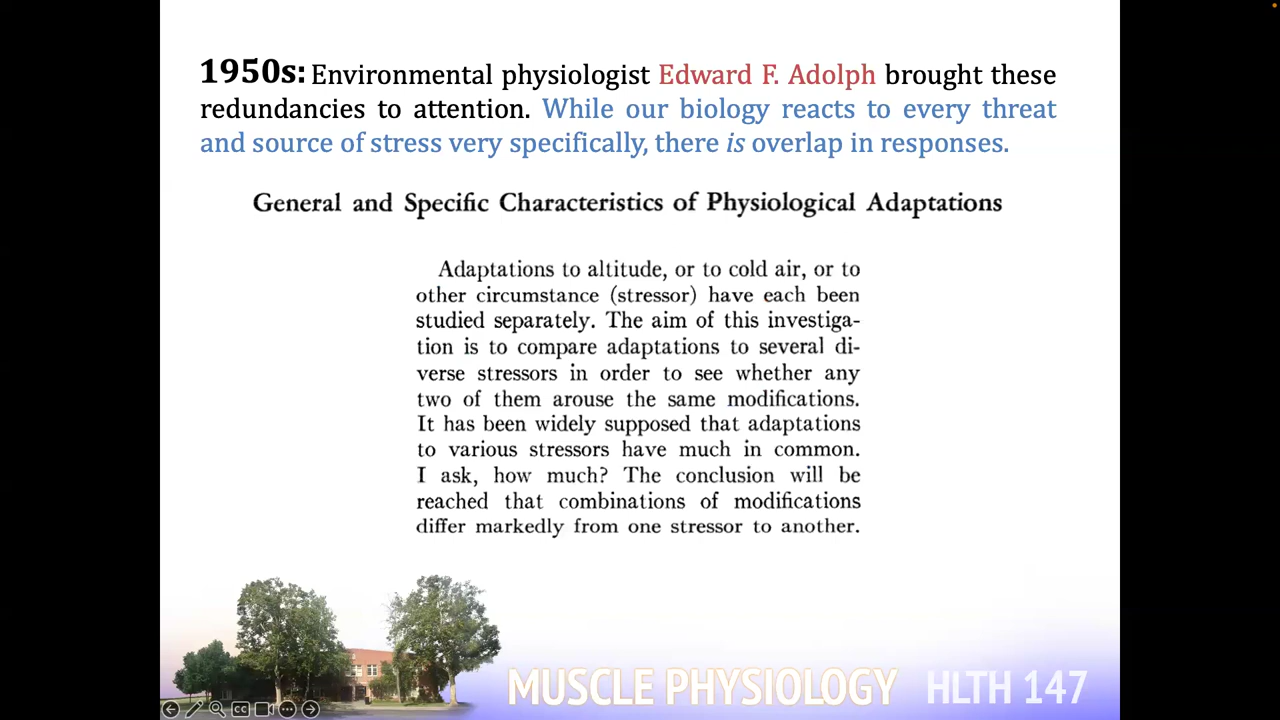 1950s: Environmental physiologist Edward F. Adolph brought these
redundancies to attention. While our biology reacts to every threat
and source of stress very specifically, there is overlap in responses.
General and Specific Characteristics of Physiological Adaptations
Adaptations to altitude, or to cold air, or to
other circumstance (stressor) have each been
studied separately. The aim of this investiga-
tion is to compare adaptations to several di-
verse stressors in order to see whether any
two of them arouse the same modifications.
It has been widely supposed that adaptations
to various stressors have much in common.
I ask, how much? The conclusion will be
reached that combinations of modifications
differ markedly from one stressor to another.
MUSCLE PHYSIOLOGY HLTH 147
CC